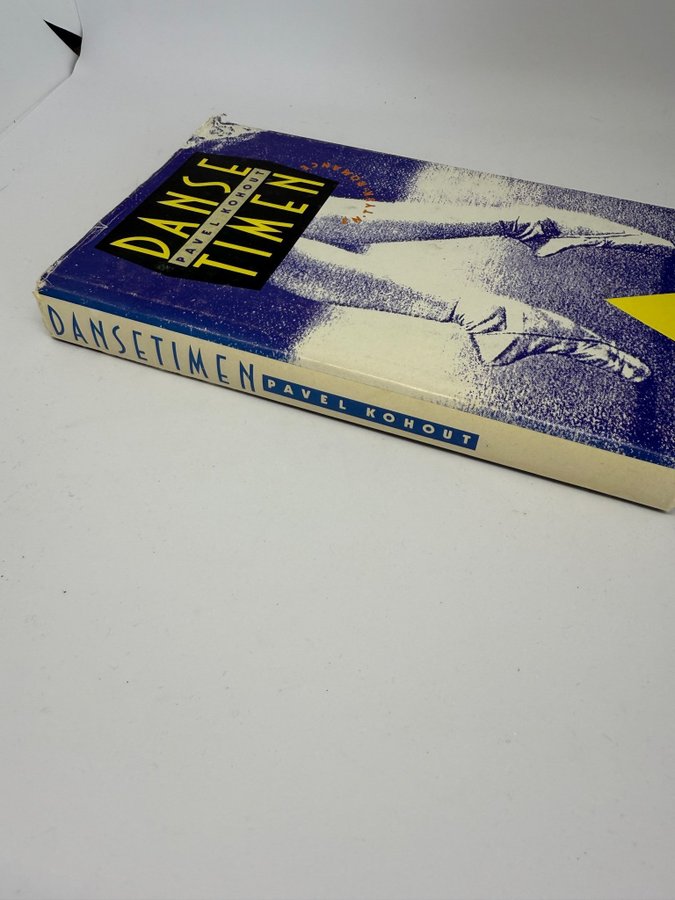 DANSE
PAVEL KOHOUT
TIMEN
DANSETIMEN PAVEL KOHOUT